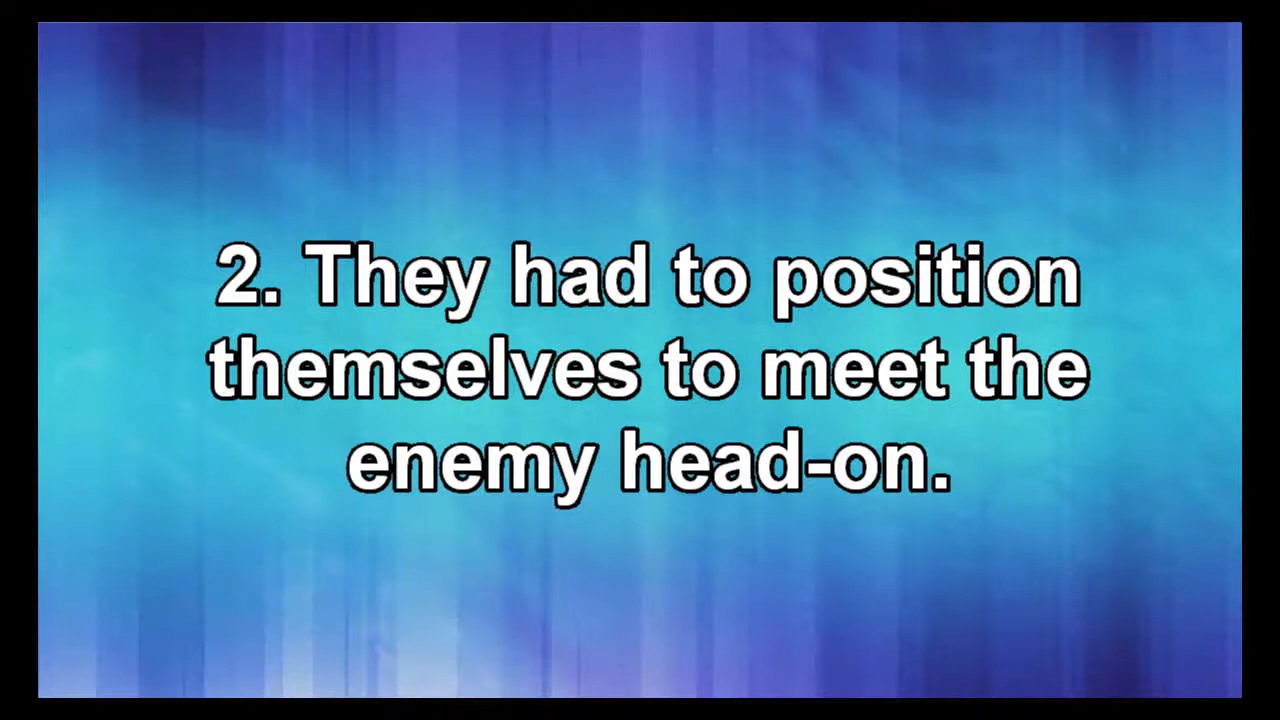 2. They had to position
themselves to meet the
enemy head-on.